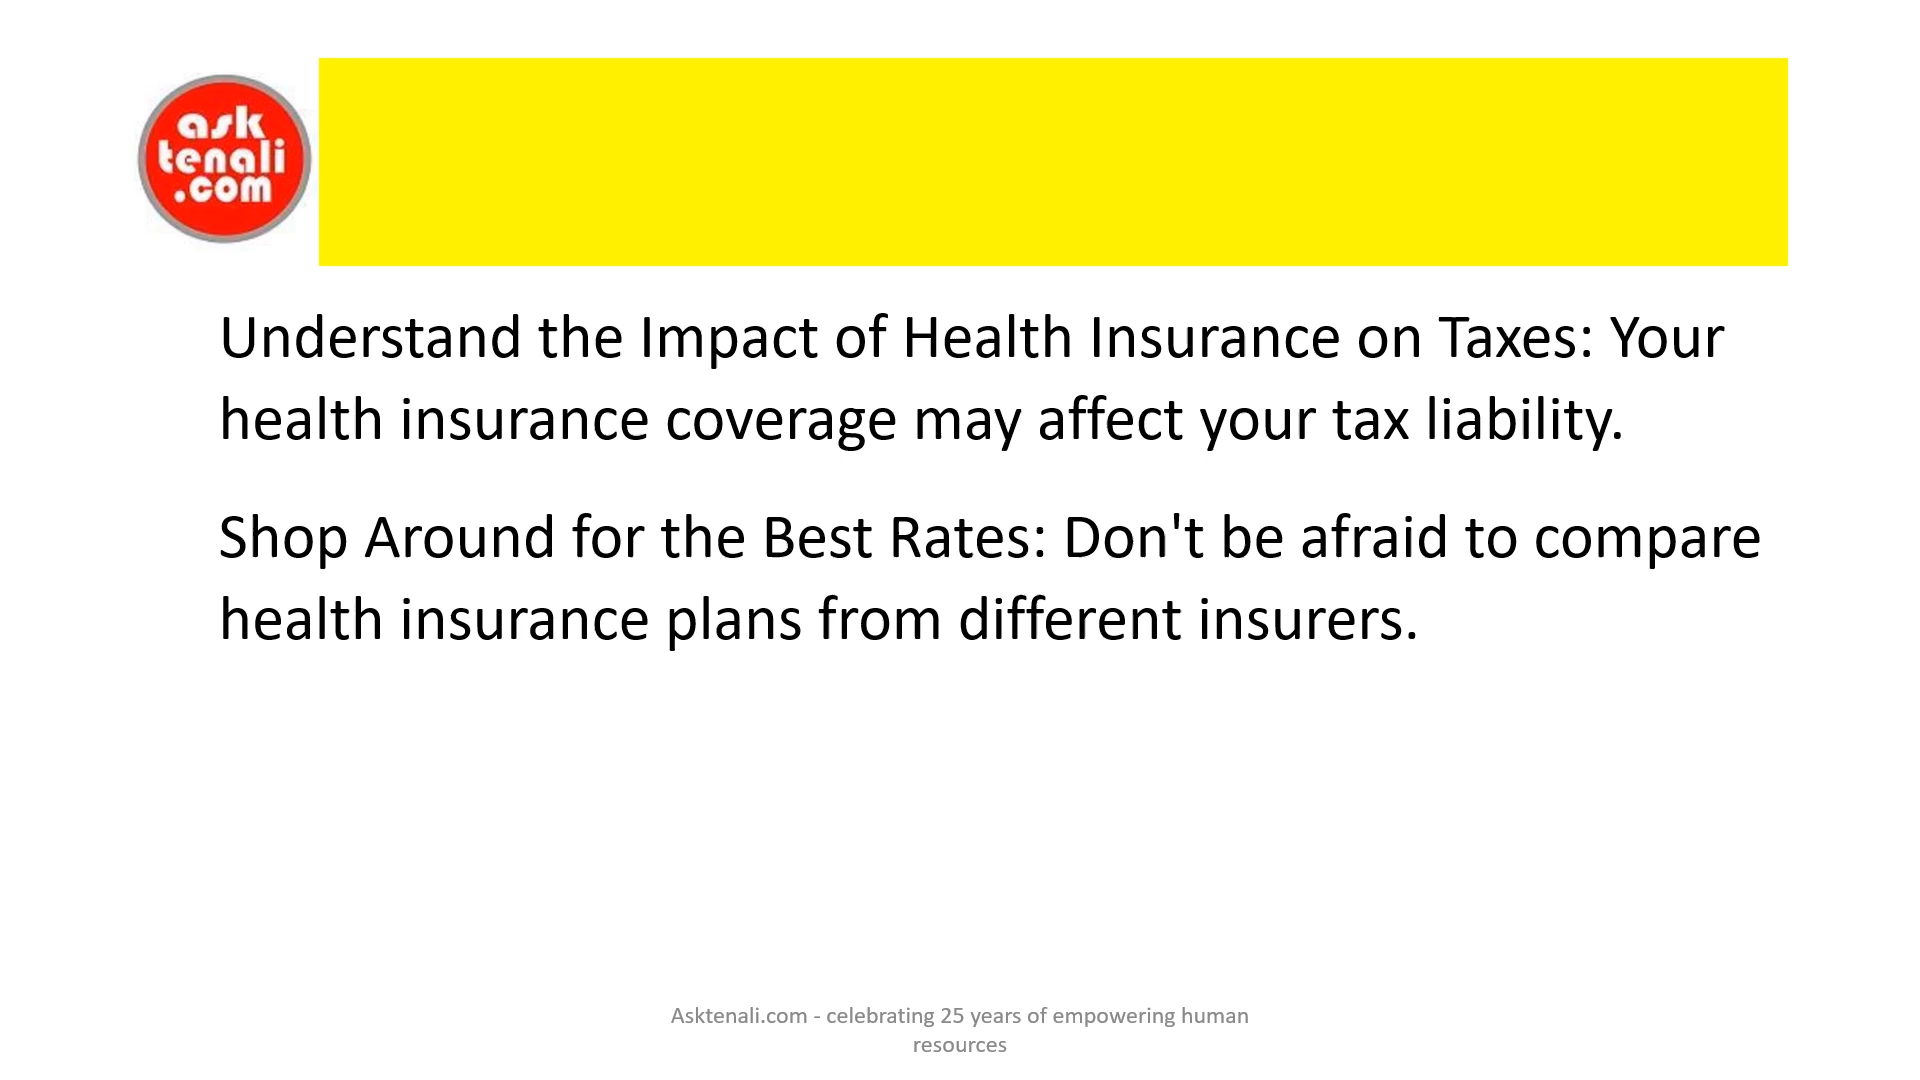 ask
tenali
.com
Understand the Impact of Health Insurance on Taxes: Your
health insurance coverage may affect your tax liability.
Shop Around for the Best Rates: Don't be afraid to compare
health insurance plans from different insurers.
Asktenali.com - celebrating 25 years of empowering human
resources